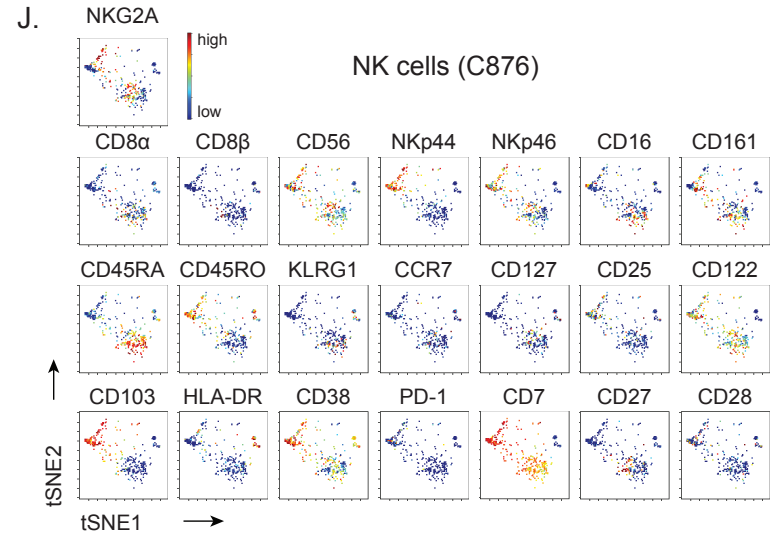 J.
NKG2A
high
low
NK cells (C876)
CD8α CD8β CD56 NKp44 NKp46 CD16 CD161
CD45RA CD45RO KLRG1 CCR7 CD127 CD25 CD122
CD103 HLA-DR CD38 PD-1 CD7 CD27 CD28
tSNE2
tSNE1